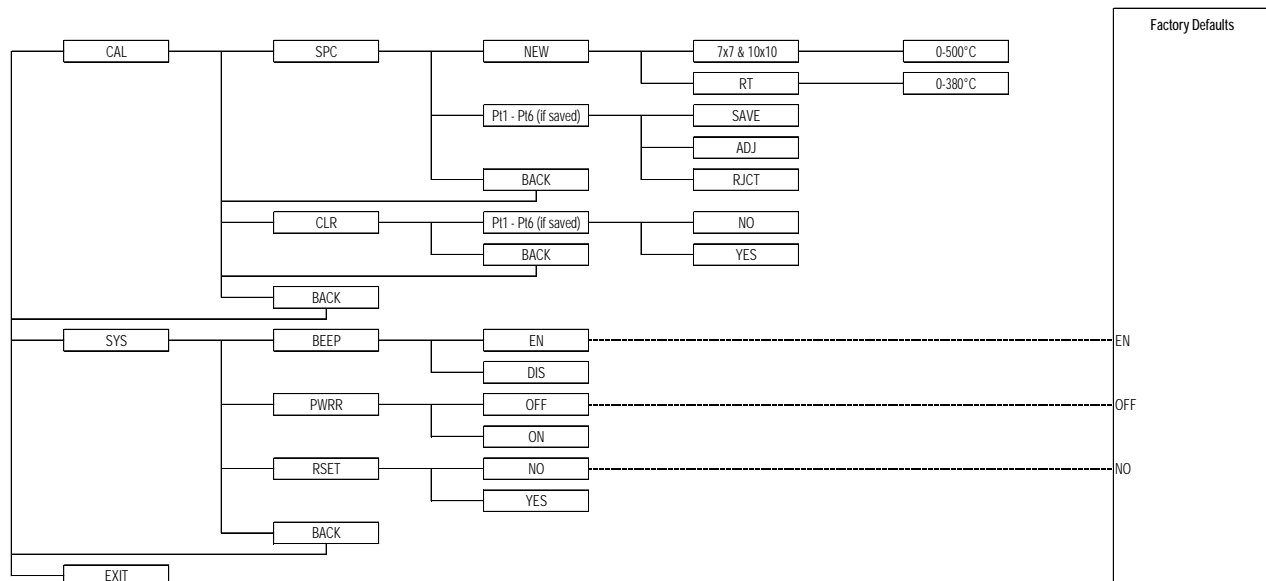 Factory Defaults
CAL SPC NEW 7x7 & 10x10 0-500°C
RT 0-380°C
Pt1 - Pt6 (if saved) SAVE
ADJ
BACK RJCT
CLR Pt1 - Pt6 (if saved) NO
BACK YES
BACK
SYS BEEP EN EN
DIS
PWRR OFF OFF
ON
RSET NO NO
YES
BACK
EXIT